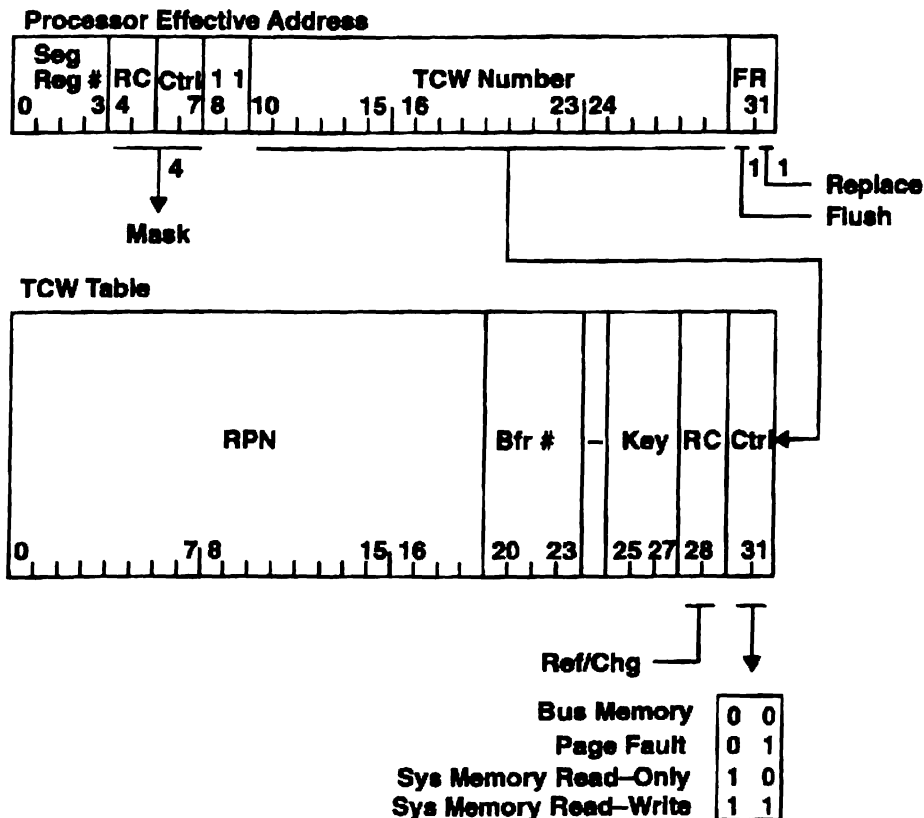 Processor Effective Address
Seg
Reg # RC Ctrl 1 1 TCW Number FR
0 3 4 7 8 10 15 16 23 24 31
4 1 1
Replace
Flush
Mask
TCW Table
RPN Bfr # – Key RC Ctrl
0 7 8 15 16 20 23 25 27 28 31
Ref/Chg
Bus Memory 0 0
Page Fault 0 1
Sys Memory Read–Only 1 0
Sys Memory Read–Write 1 1